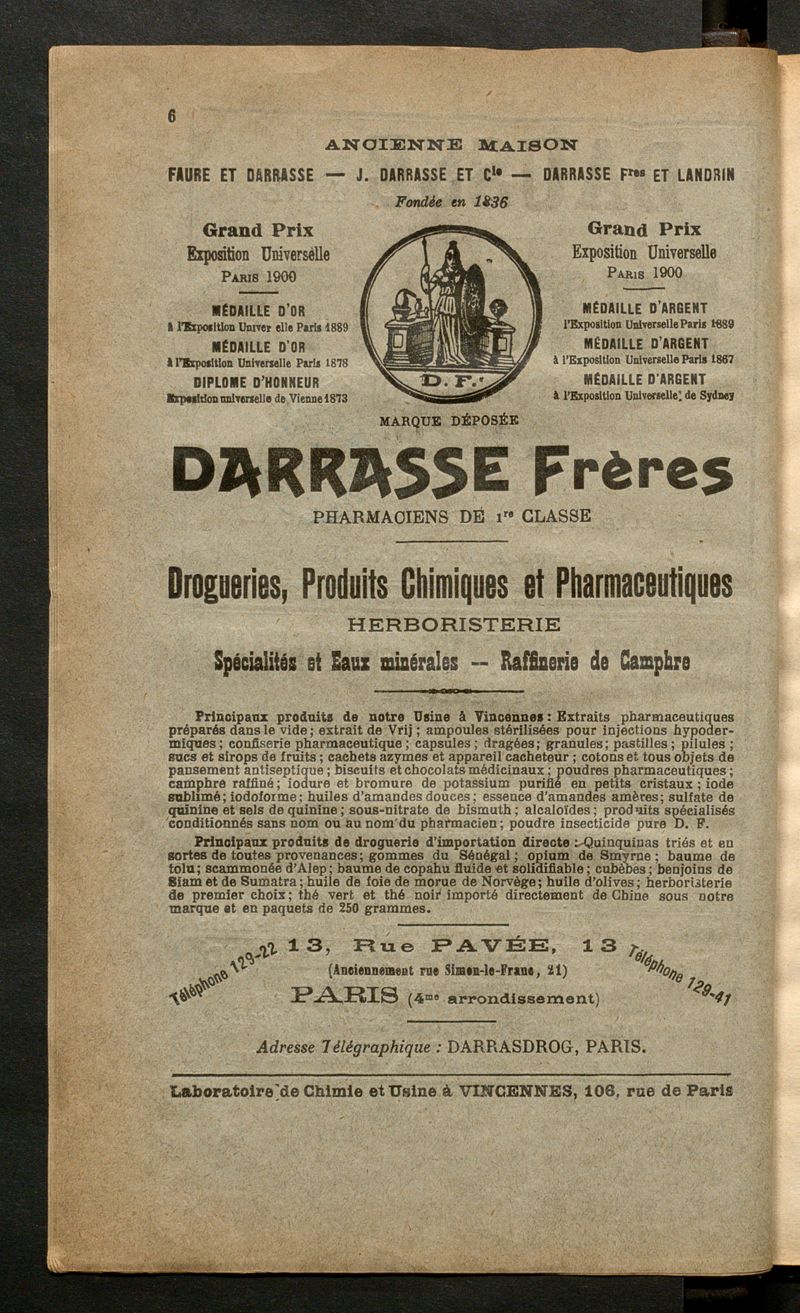 6
ANCIENNE MAISON
FAURE ET DARRASSE — J. DARRASSE ET Cie — DARRASSE Fres ET LANDRIN
Fondée en 1836
Grand Prix
Exposition Universelle
PARIS 1900
MÉDAILLE D'OR
à l'Exposition Univer elle Paris 1889
MÉDAILLE D'OR
à l'Exposition Universelle Paris 1878
DIPLOME D'HONNEUR
Exposition universelle de Vienne 1873
D. F.
MARQUE DÉPOSÉE
Grand Prix
Exposition Universelle
PARIS 1900
MÉDAILLE D'ARGENT
l'Exposition Universelle Paris 1889
MÉDAILLE D'ARGENT
à l'Exposition Universelle Paris 1867
MÉDAILLE D'ARGENT
à l'Exposition Universelle de Sydney
DARRASSE Frères
PHARMACIENS DE 1re CLASSE
Drogueries, Produits Chimiques et Pharmaceutiques
HERBORISTERIE
Spécialités et Eaux minérales — Raffinerie de Camphre
Principaux produits de notre Usine à Vincennes : Extraits pharmaceutiques
préparés dans le vide ; extrait de Vrij ; ampoules stérilisées pour injections hypoder-
miques ; confiserie pharmaceutique ; capsules ; dragées ; granules ; pastilles ; pilules ;
sucs et sirops de fruits ; cachets azymes et appareil cacheteur ; cotons et tous objets de
pansement antiseptique ; biscuits et chocolats médicinaux ; poudres pharmaceutiques ;
camphre raffiné ; iodure et bromure de potassium purifié en petits cristaux ; iode
sublimé ; iodoforme ; huiles d'amandes douces ; essence d'amandes amères ; sulfate de
quinine et sels de quinine ; sous-nitrate de bismuth ; alcaloïdes ; produits spécialisés
conditionnés sans nom ou au nom du pharmacien ; poudre insecticide pure D. F.
Principaux produits de droguerie d'importation directe : Quinquinas triés et en
sortes de toutes provenances ; gommes du Sénégal ; opium de Smyrne ; baume de
tolu ; scammonée d'Alep ; baume de copahu fluide et solidifiable ; cubèbes ; benjoins de
Siam et de Sumatra ; huile de foie de morue de Norvège ; huile d'olives ; herboristerie
de premier choix ; thé vert et thé noir importé directement de Chine sous notre
marque et en paquets de 250 grammes.
Téléphone 129-22
13, Rue PAVÉE, 13
Téléphone 129-41
(Anciennement rue Simon-le-Franc, 21)
PARIS (4me arrondissement)
Adresse Télégraphique : DARRASDROG, PARIS.
Laboratoire de Chimie et Usine à VINCENNES, 106, rue de Paris